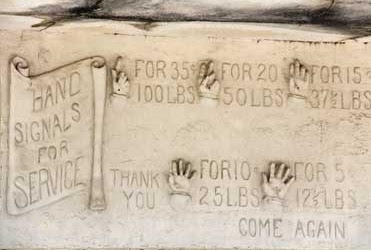 HAND
SIGNALS
FOR
SERVICE
FOR 35¢ FOR 20 FOR 15¢
100 LBS 50 LBS 37½ LBS
THANK FOR 10 FOR 5
YOU 25 LBS 12½ LBS
COME AGAIN